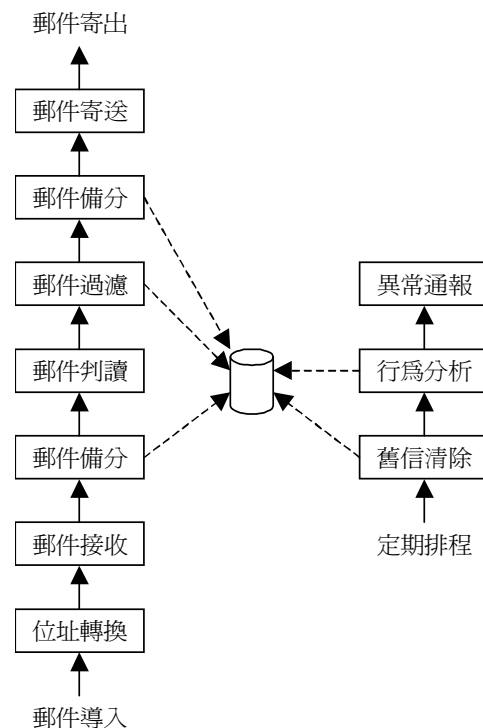 郵件寄出
郵件寄送
郵件備分
郵件過濾
郵件判讀
郵件備分
郵件接收
位址轉換
郵件導入
異常通報
行為分析
舊信清除
定期排程